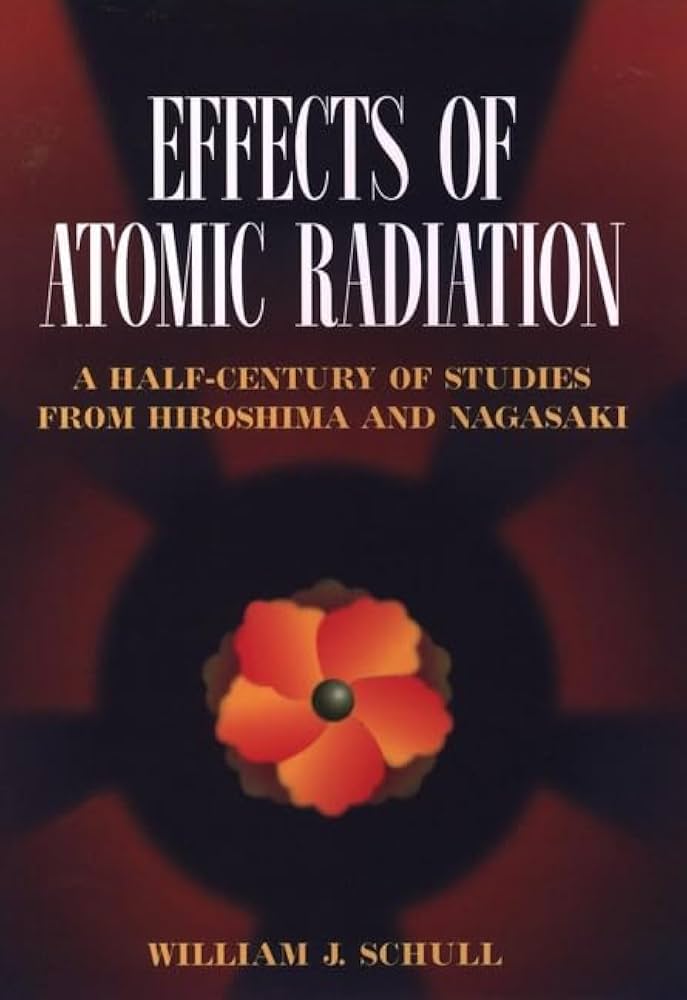 EFFECTS OF
ATOMIC RADIATION
A HALF-CENTURY OF STUDIES
FROM HIROSHIMA AND NAGASAKI
WILLIAM J. SCHULL